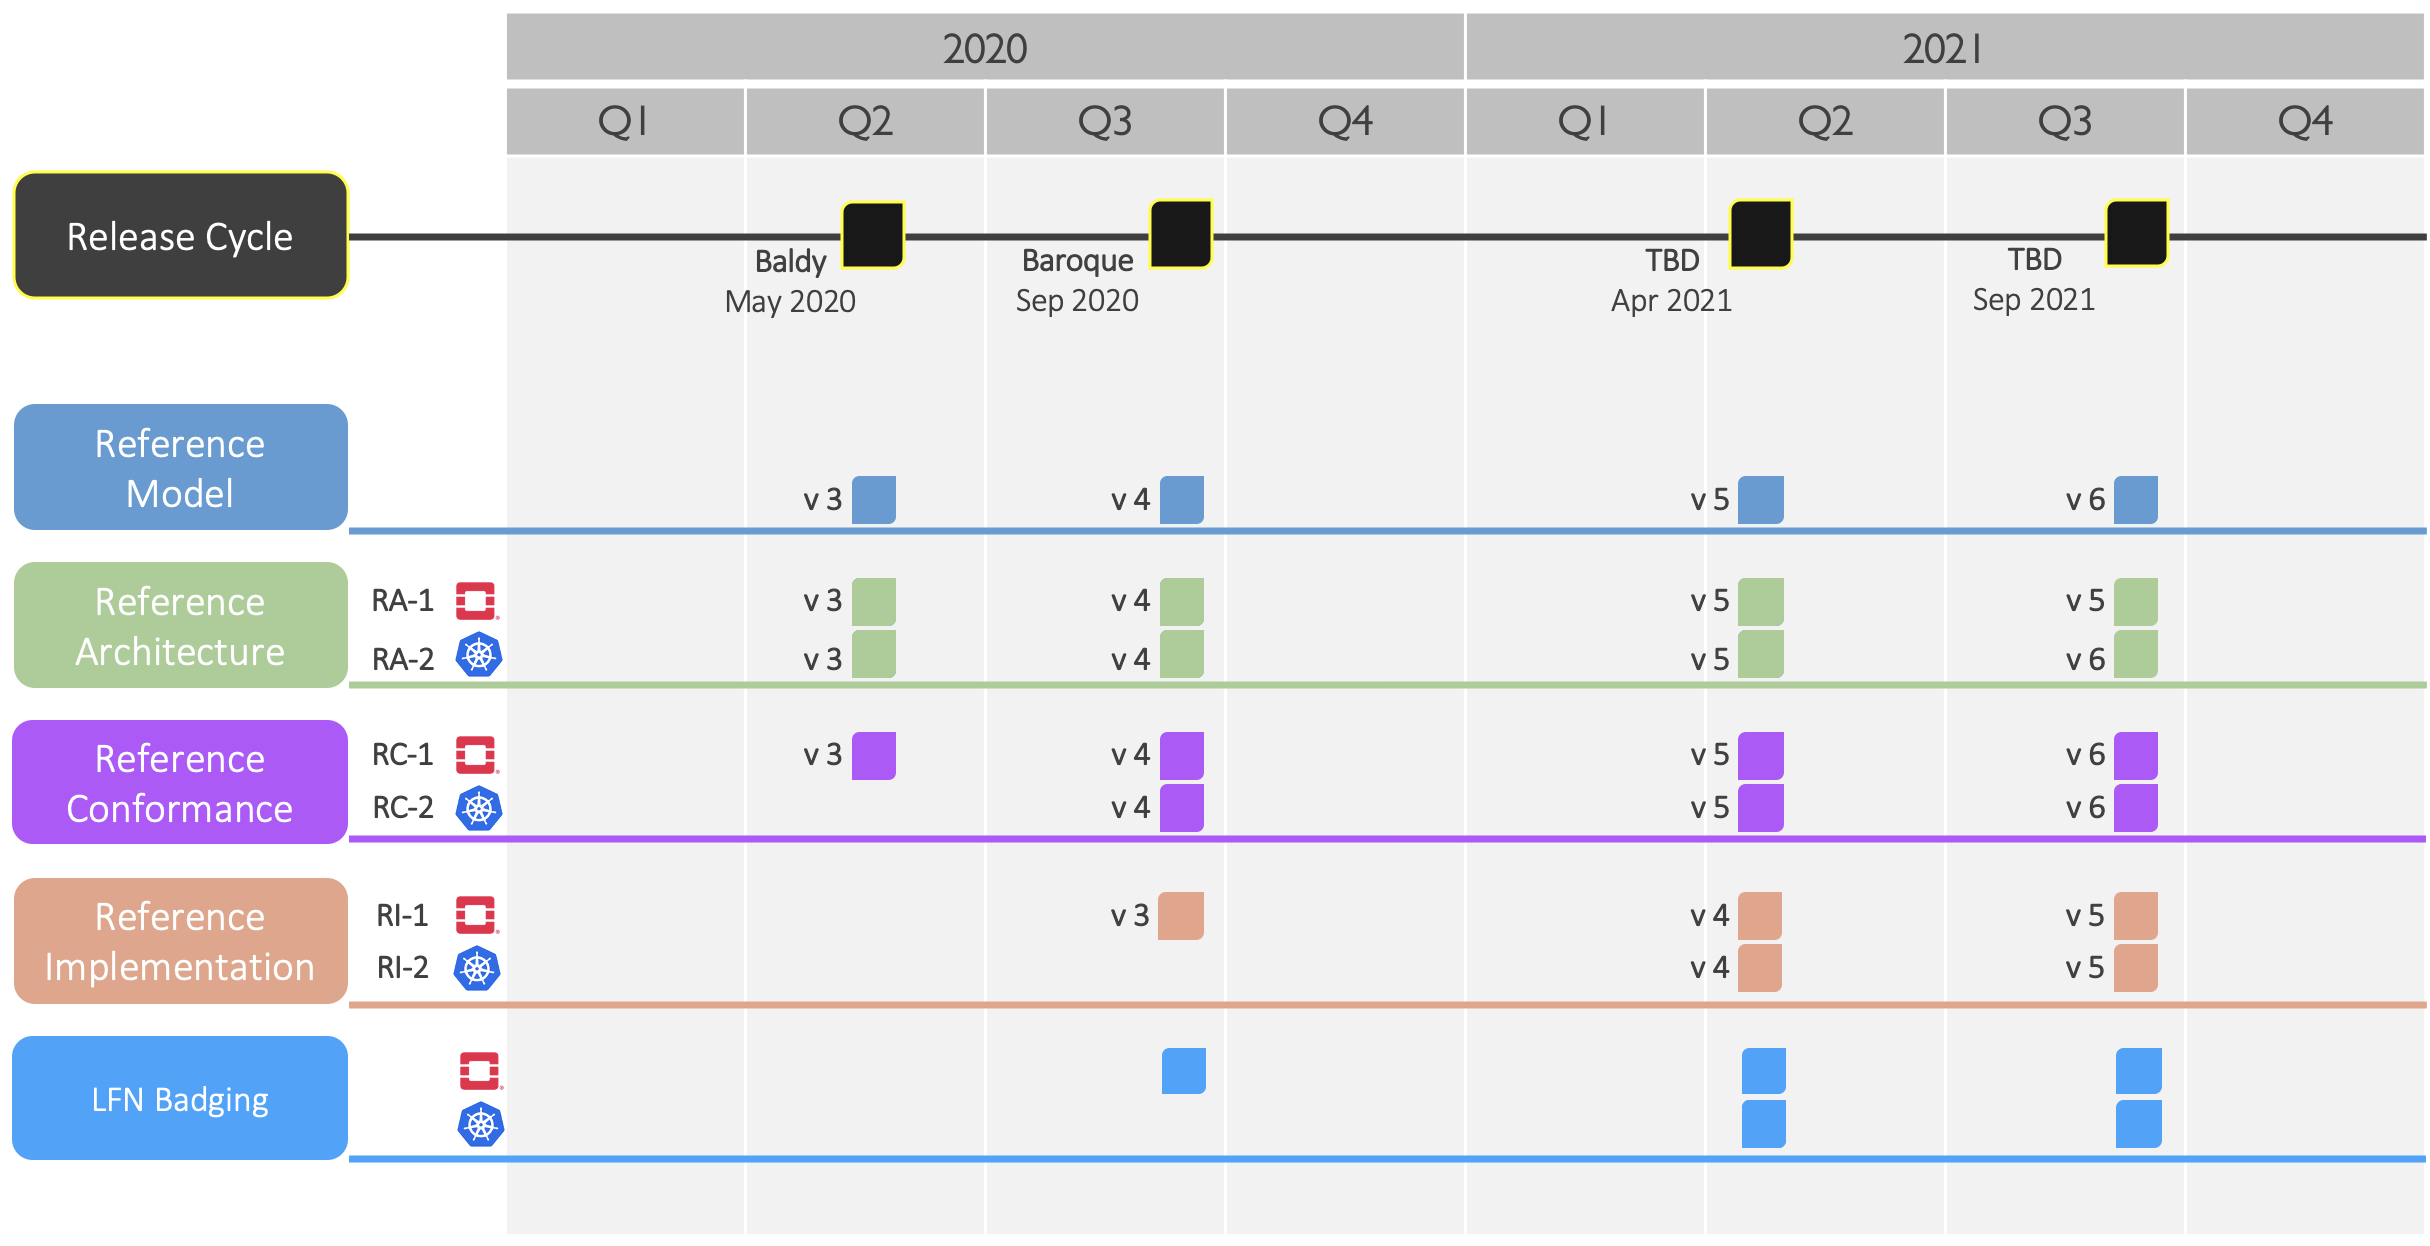 2020
2021
Q1
Q2
Q3
Q4
Q1
Q2
Q3
Q4
Release Cycle
Baldy
May 2020
Baroque
Sep 2020
TBD
Apr 2021
TBD
Sep 2021
Reference
Model
v 3
v 4
v 5
v 6
Reference
Architecture
RA-1
v 3
v 4
v 5
v 5
RA-2
v 3
v 4
v 5
v 6
Reference
Conformance
RC-1
v 3
v 4
v 5
v 6
RC-2
v 4
v 5
v 6
Reference
Implementation
RI-1
v 3
v 4
v 5
RI-2
v 4
v 5
LFN Badging